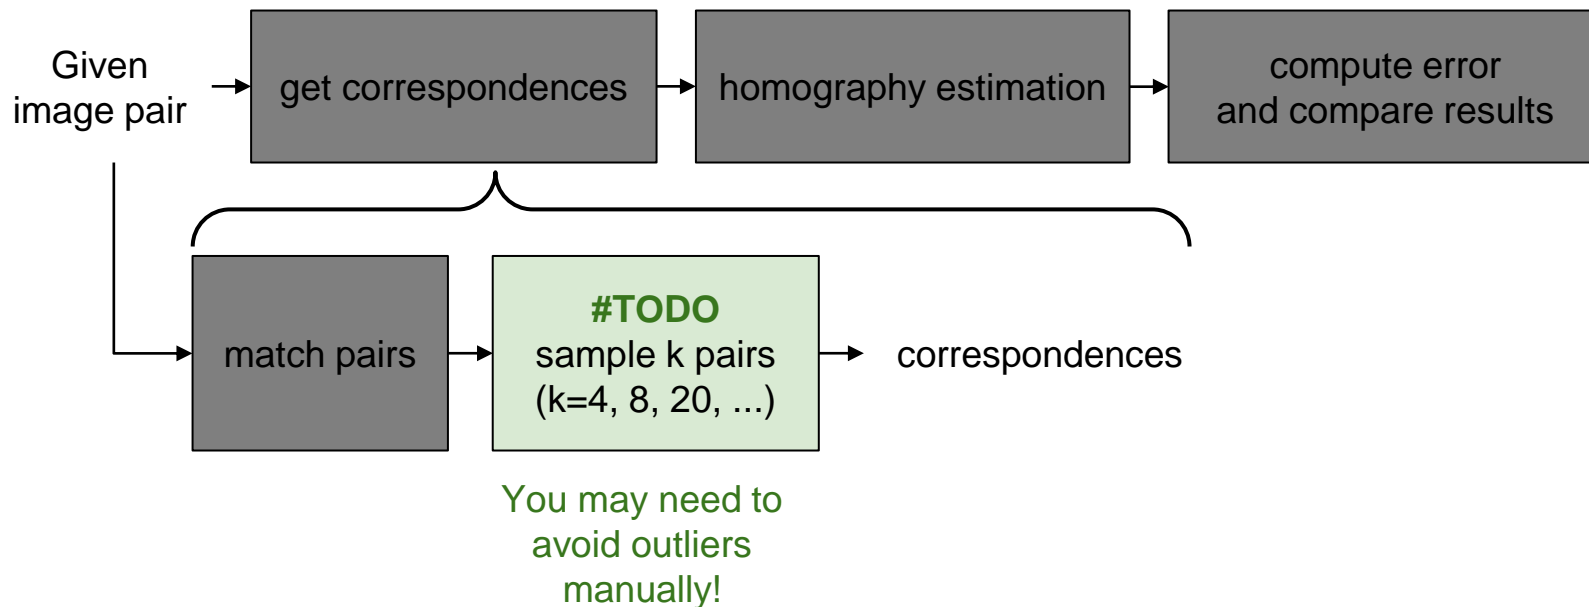 Given
image pair
get correspondences
homography estimation
compute error
and compare results
match pairs
#TODO
sample k pairs
(k=4, 8, 20, ...)
correspondences
You may need to
avoid outliers
manually!